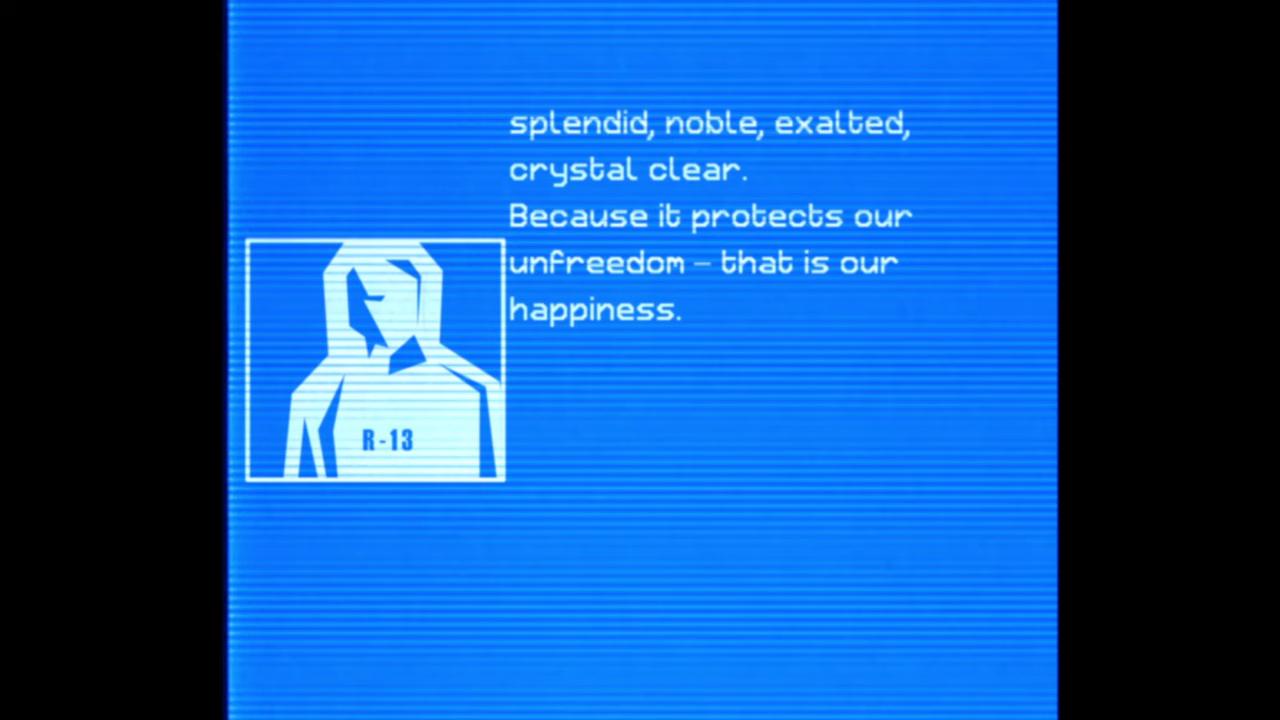 splendid, noble, exalted,
crystal clear.
Because it protects our
unfreedom – that is our
happiness.
R-13